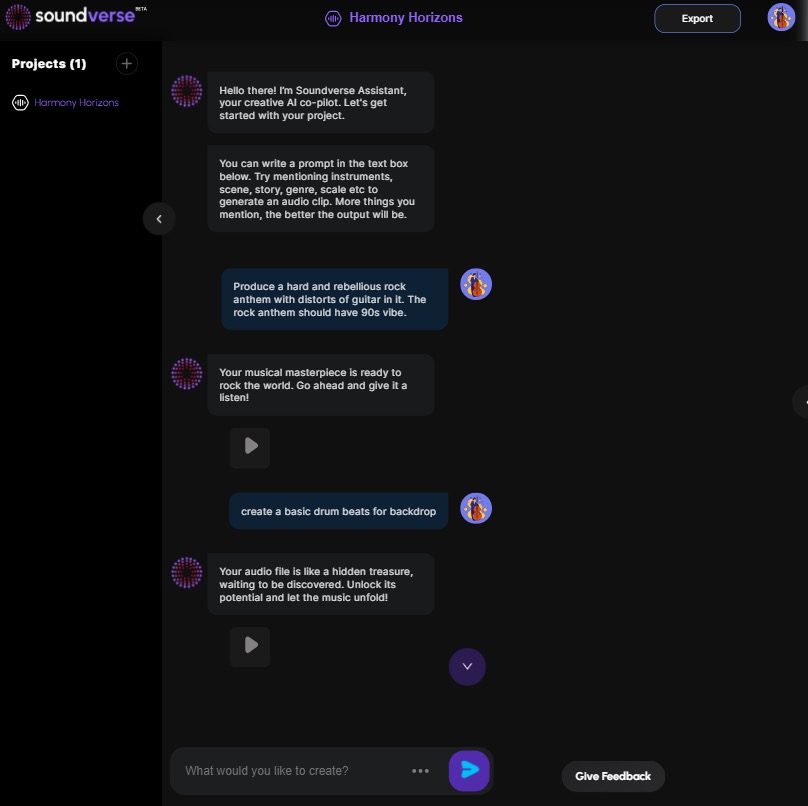 soundverse BETA
Harmony Horizons
Export
Projects (1)
Harmony Horizons
Hello there! I'm Soundverse Assistant,
your creative AI co-pilot. Let's get
started with your project.
You can write a prompt in the text box
below. Try mentioning instruments,
scene, story, genre, scale etc to
generate an audio clip. More things you
mention, the better the output will be.
Produce a hard and rebellious rock
anthem with distorts of guitar in it. The
rock anthem should have 90s vibe.
Your musical masterpiece is ready to
rock the world. Go ahead and give it a
listen!
create a basic drum beats for backdrop
Your audio file is like a hidden treasure,
waiting to be discovered. Unlock its
potential and let the music unfold!
What would you like to create?
Give Feedback